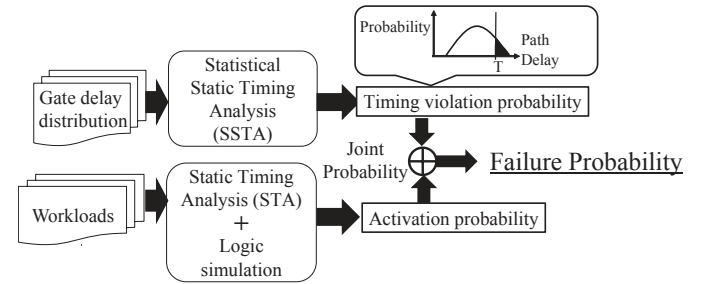 Probability
Path
Delay
T
Statistical
Static Timing
Analysis
(SSTA)
Gate delay
distribution
Timing violation probability
Joint
Probability
Failure Probability
Static Timing
Analysis (STA)
+
Logic
simulation
Workloads
Activation probability